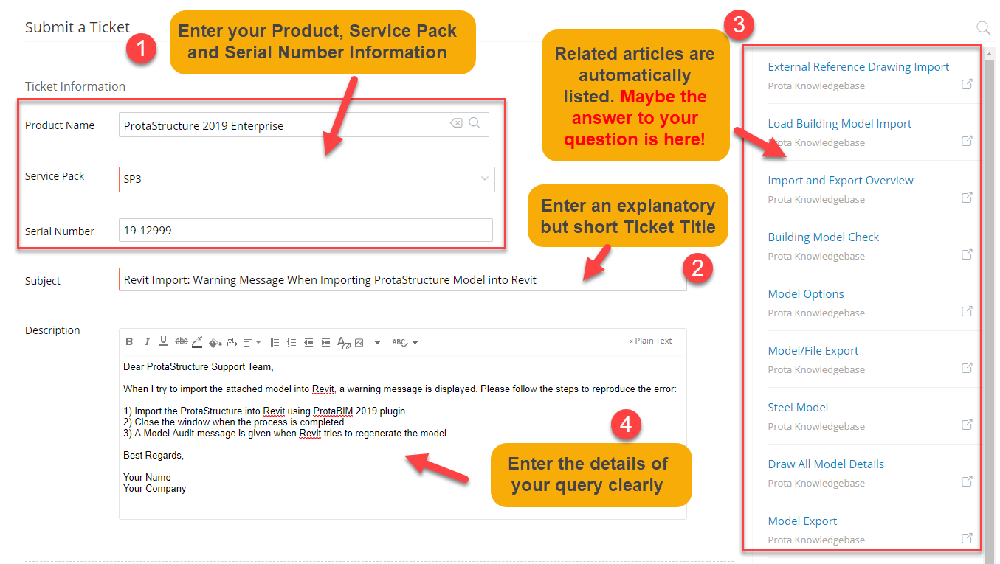 Submit a Ticket
1
Enter your Product, Service Pack
and Serial Number Information
Ticket Information
Product Name
ProtaStructure 2019 Enterprise
Service Pack
SP3
Serial Number
19-12999
3
Related articles are
automatically
listed. Maybe the
answer to your
question is here!
Enter an explanatory
but short Ticket Title
2
Subject
Revit Import: Warning Message When Importing ProtaStructure Model into Revit
Description
B I U abc ABC « Plain Text
Dear ProtaStructure Support Team,
When I try to import the attached model into Revit, a warning message is displayed. Please follow the steps to reproduce the error:
1) Import the ProtaStructure into Revit using ProtaBIM 2019 plugin
2) Close the window when the process is completed.
3) A Model Audit message is given when Revit tries to regenerate the model.
Best Regards,
Your Name
Your Company
4
Enter the details of
your query clearly
External Reference Drawing Import
Prota Knowledgebase
Load Building Model Import
Prota Knowledgebase
Import and Export Overview
Prota Knowledgebase
Building Model Check
Prota Knowledgebase
Model Options
Prota Knowledgebase
Model/File Export
Prota Knowledgebase
Steel Model
Prota Knowledgebase
Draw All Model Details
Prota Knowledgebase
Model Export
Prota Knowledgebase